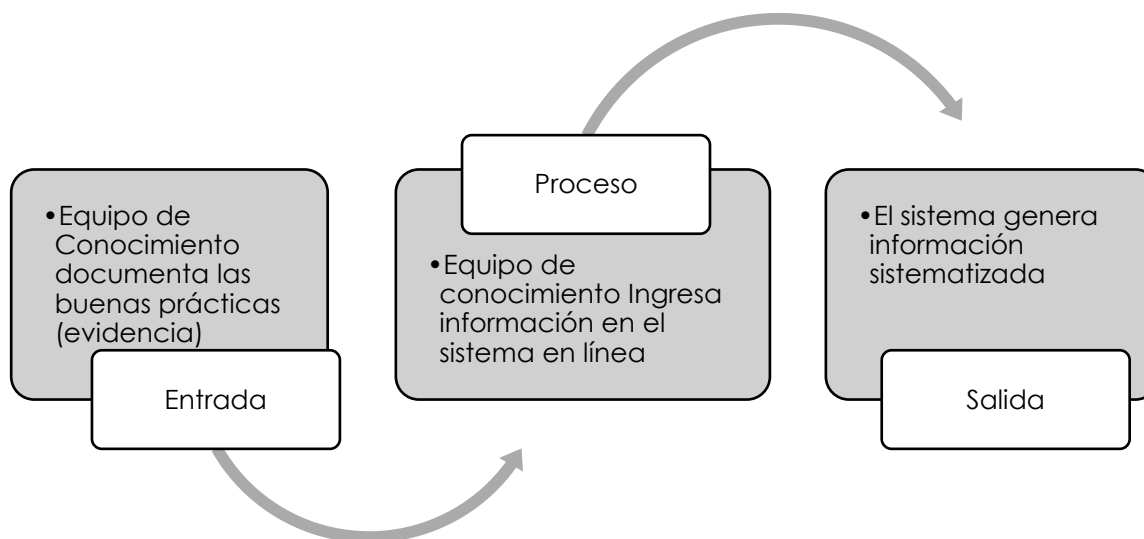 •Equipo de
Conocimiento
documenta las
buenas prácticas
(evidencia)
Entrada
Proceso
•Equipo de
conocimiento Ingresa
información en el
sistema en línea
•El sistema genera
información
sistematizada
Salida